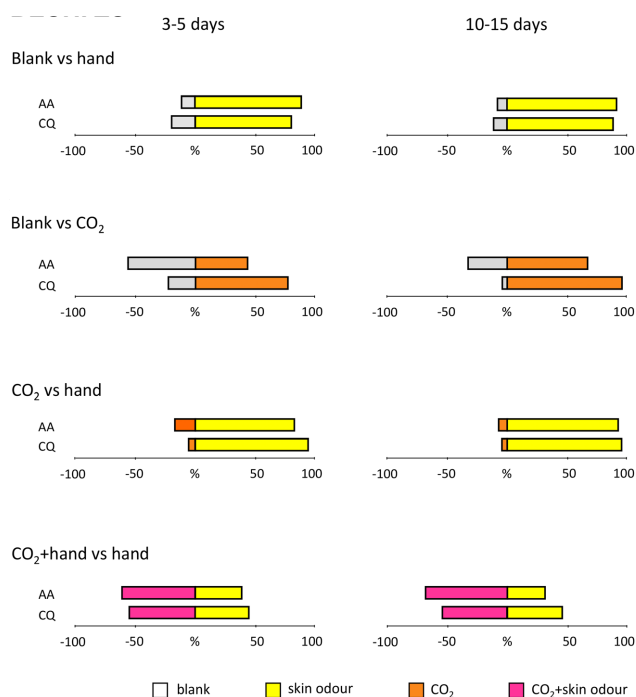 3-5 days 10-15 days
Blank vs hand
AA
CQ
-100 -50 % 50 100 -100 -50 % 50 100
Blank vs CO₂
AA
CQ
-100 -50 % 50 100 -100 -50 % 50 100
CO₂ vs hand
AA
CQ
-100 -50 % 50 100 -100 -50 % 50 100
CO₂+hand vs hand
AA
CQ
-100 -50 % 50 100 -100 -50 % 50 100
blank skin odour CO₂ CO₂+skin odour